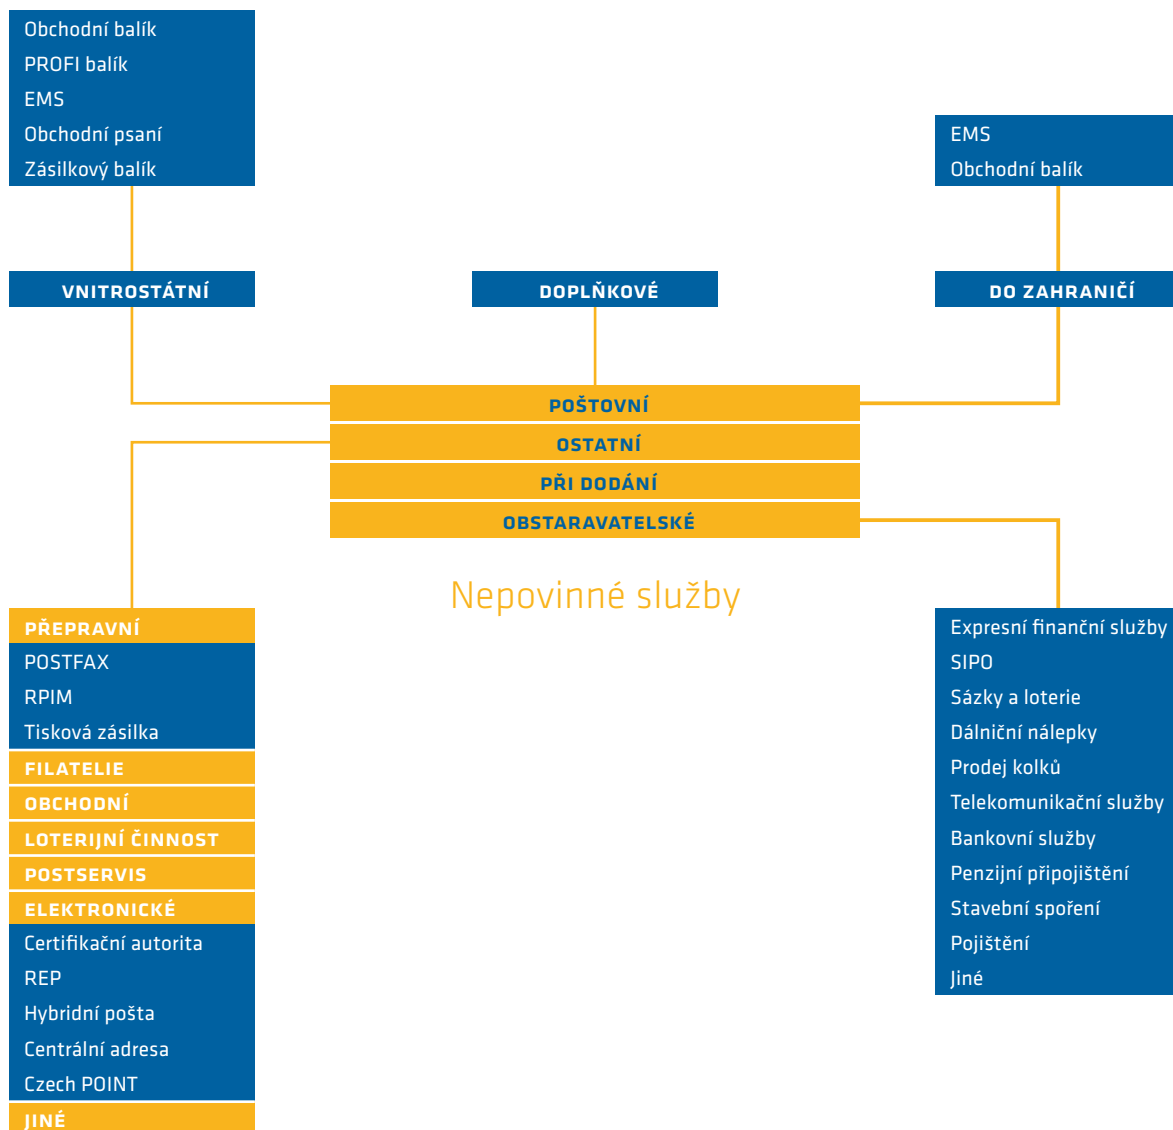 Obchodní balík
PROFI balík
EMS
Obchodní psaní
Zásilkový balík
EMS
Obchodní balík
VNITROSTÁTNÍ
DOPLŇKOVÉ
DO ZAHRANIČÍ
POŠTOVNÍ
OSTATNÍ
PŘI DODÁNÍ
OBSTARAVATELSKÉ
Nepovinné služby
PŘEPRAVNÍ
POSTFAX
RPIM
Tisková zásilka
FILATELIE
OBCHODNÍ
LOTERIJNÍ ČINNOST
POSTSERVIS
ELEKTRONICKÉ
Certifikační autorita
REP
Hybridní pošta
Centrální adresa
Czech POINT
JINÉ
Expresní finanční služby
SIPO
Sázky a loterie
Dálniční nálepky
Prodej kolků
Telekomunikační služby
Bankovní služby
Penzijní připojištění
Stavební spoření
Pojištění
Jiné